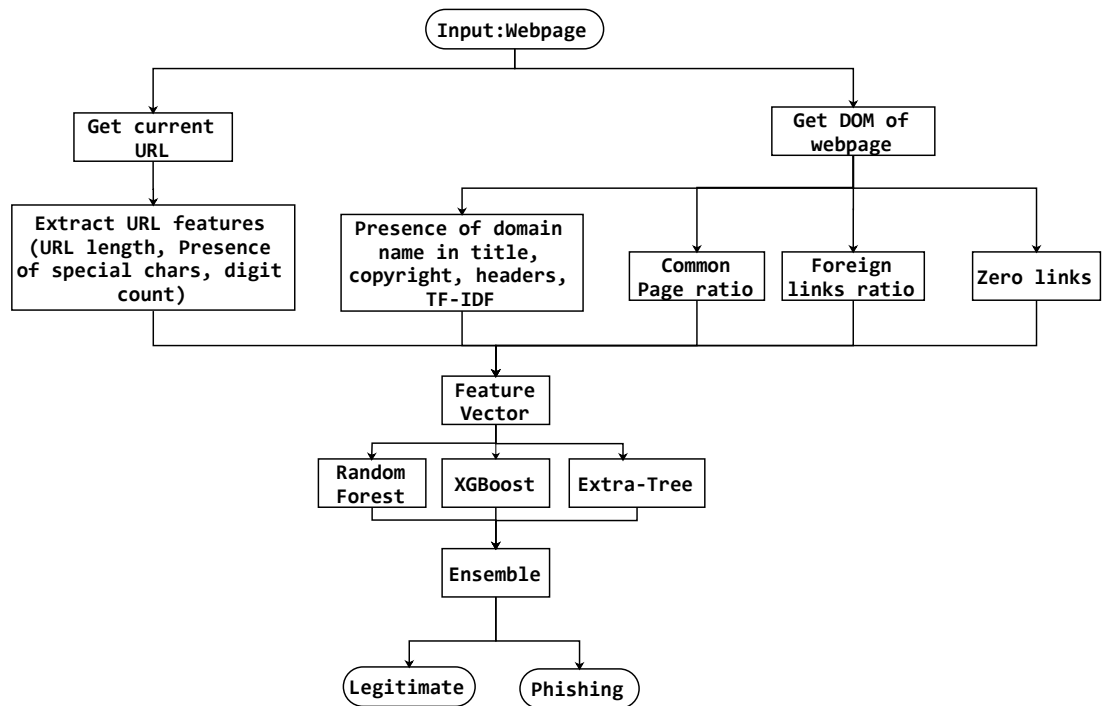 Input:Webpage
Get current
URL
Get DOM of
webpage
Extract URL features
(URL length, Presence
of special chars, digit
count)
Presence of domain
name in title,
copyright, headers,
TF-IDF
Common
Page ratio
Foreign
links ratio
Zero links
Feature
Vector
Random
Forest
XGBoost
Extra-Tree
Ensemble
Legitimate
Phishing